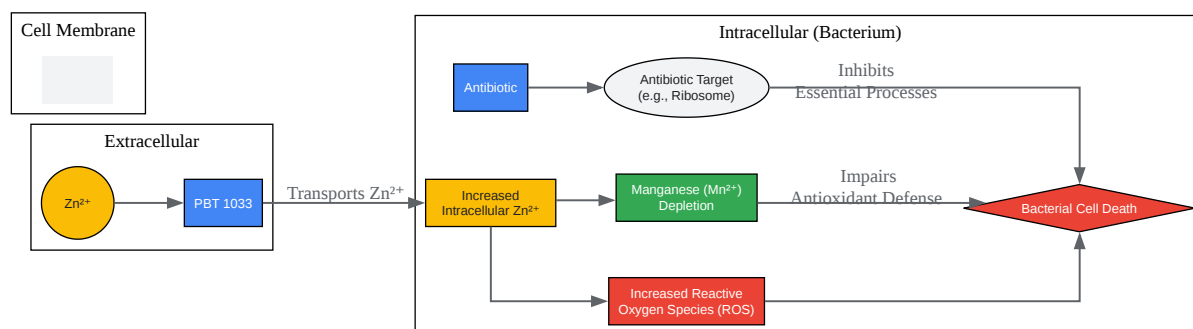 Cell Membrane
Extracellular
Zn²⁺
PBT 1033
Transports Zn²⁺
Intracellular (Bacterium)
Antibiotic
Antibiotic Target
(e.g., Ribosome)
Inhibits
Essential Processes
Increased
Intracellular Zn²⁺
Manganese (Mn²⁺)
Depletion
Impairs
Antioxidant Defense
Bacterial Cell Death
Increased Reactive
Oxygen Species (ROS)